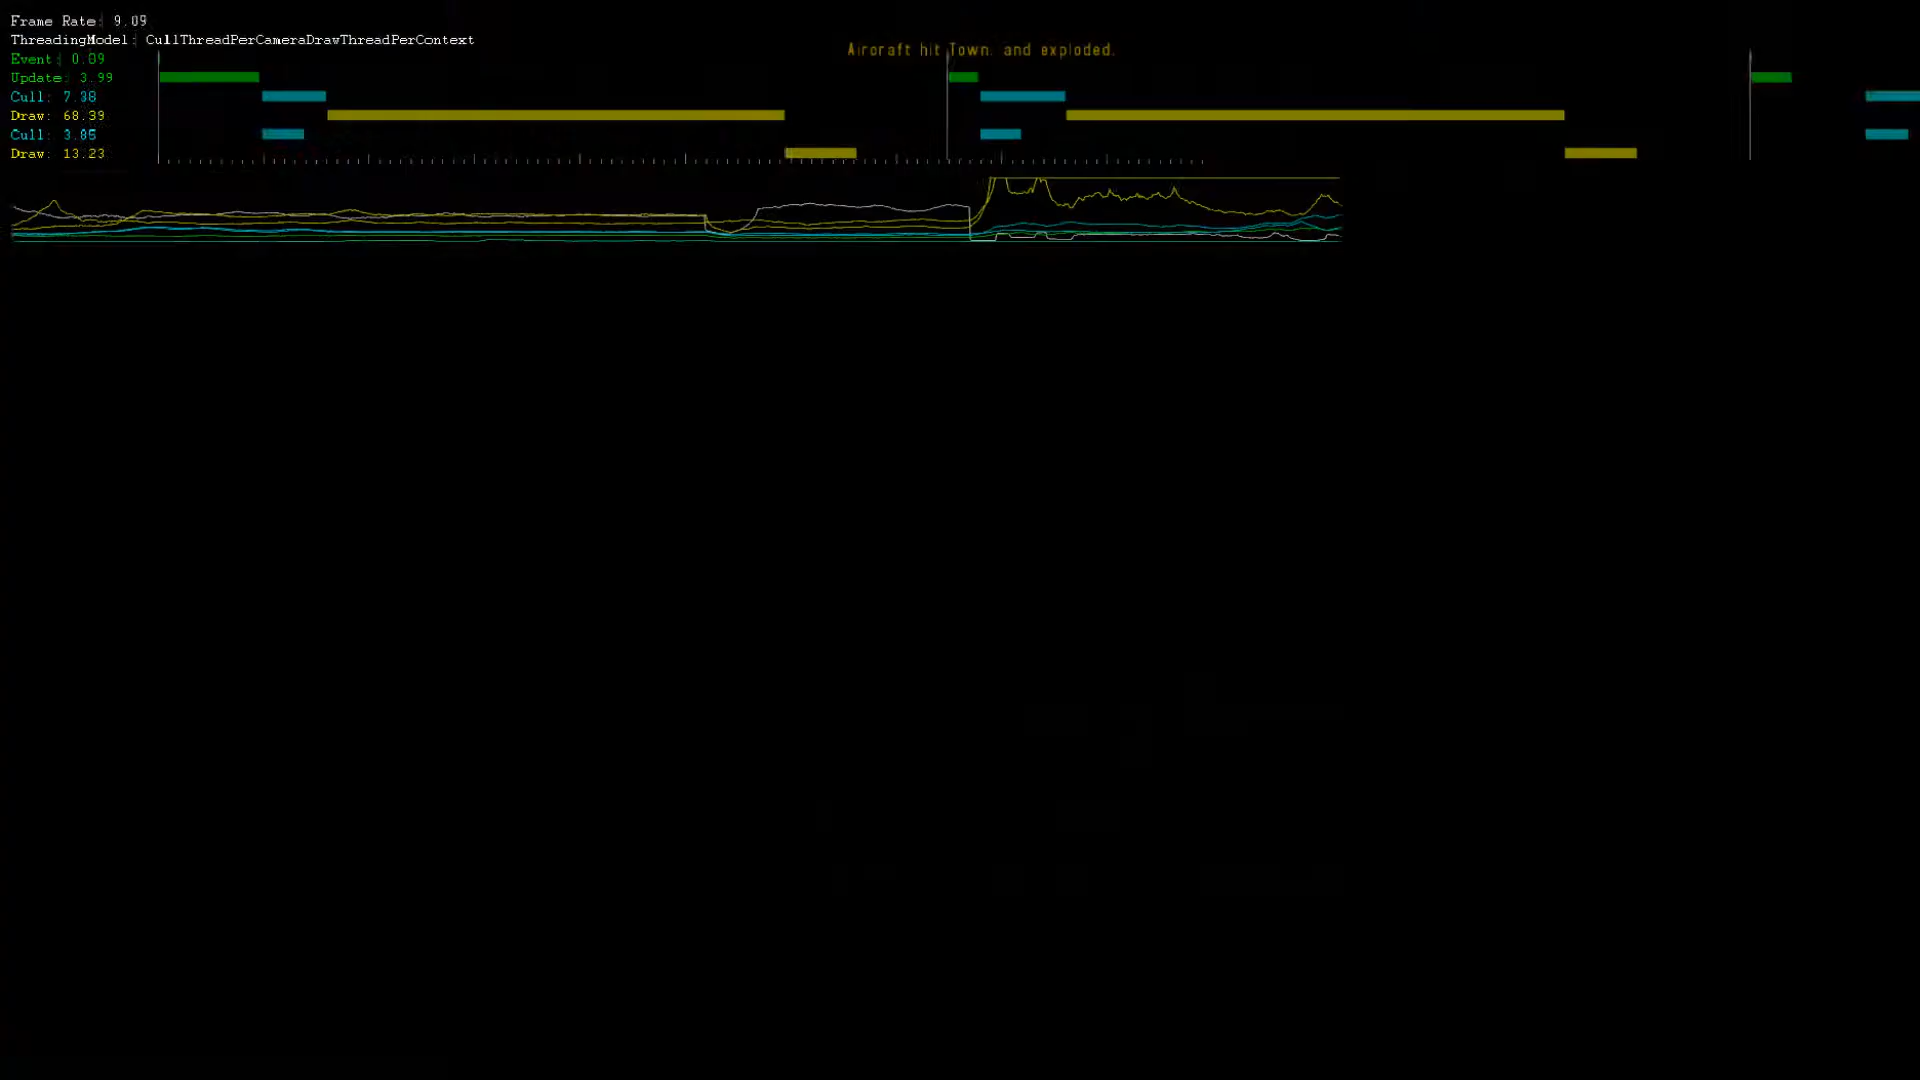 Frame Rate: 9.09
ThreadingModel: CullThreadPerCameraDrawThreadPerContext
Aircraft hit Town. and exploded.
Event: 0.09
Update: 3.99
Cull: 7.38
Draw: 68.39
Cull: 3.85
Draw: 13.23